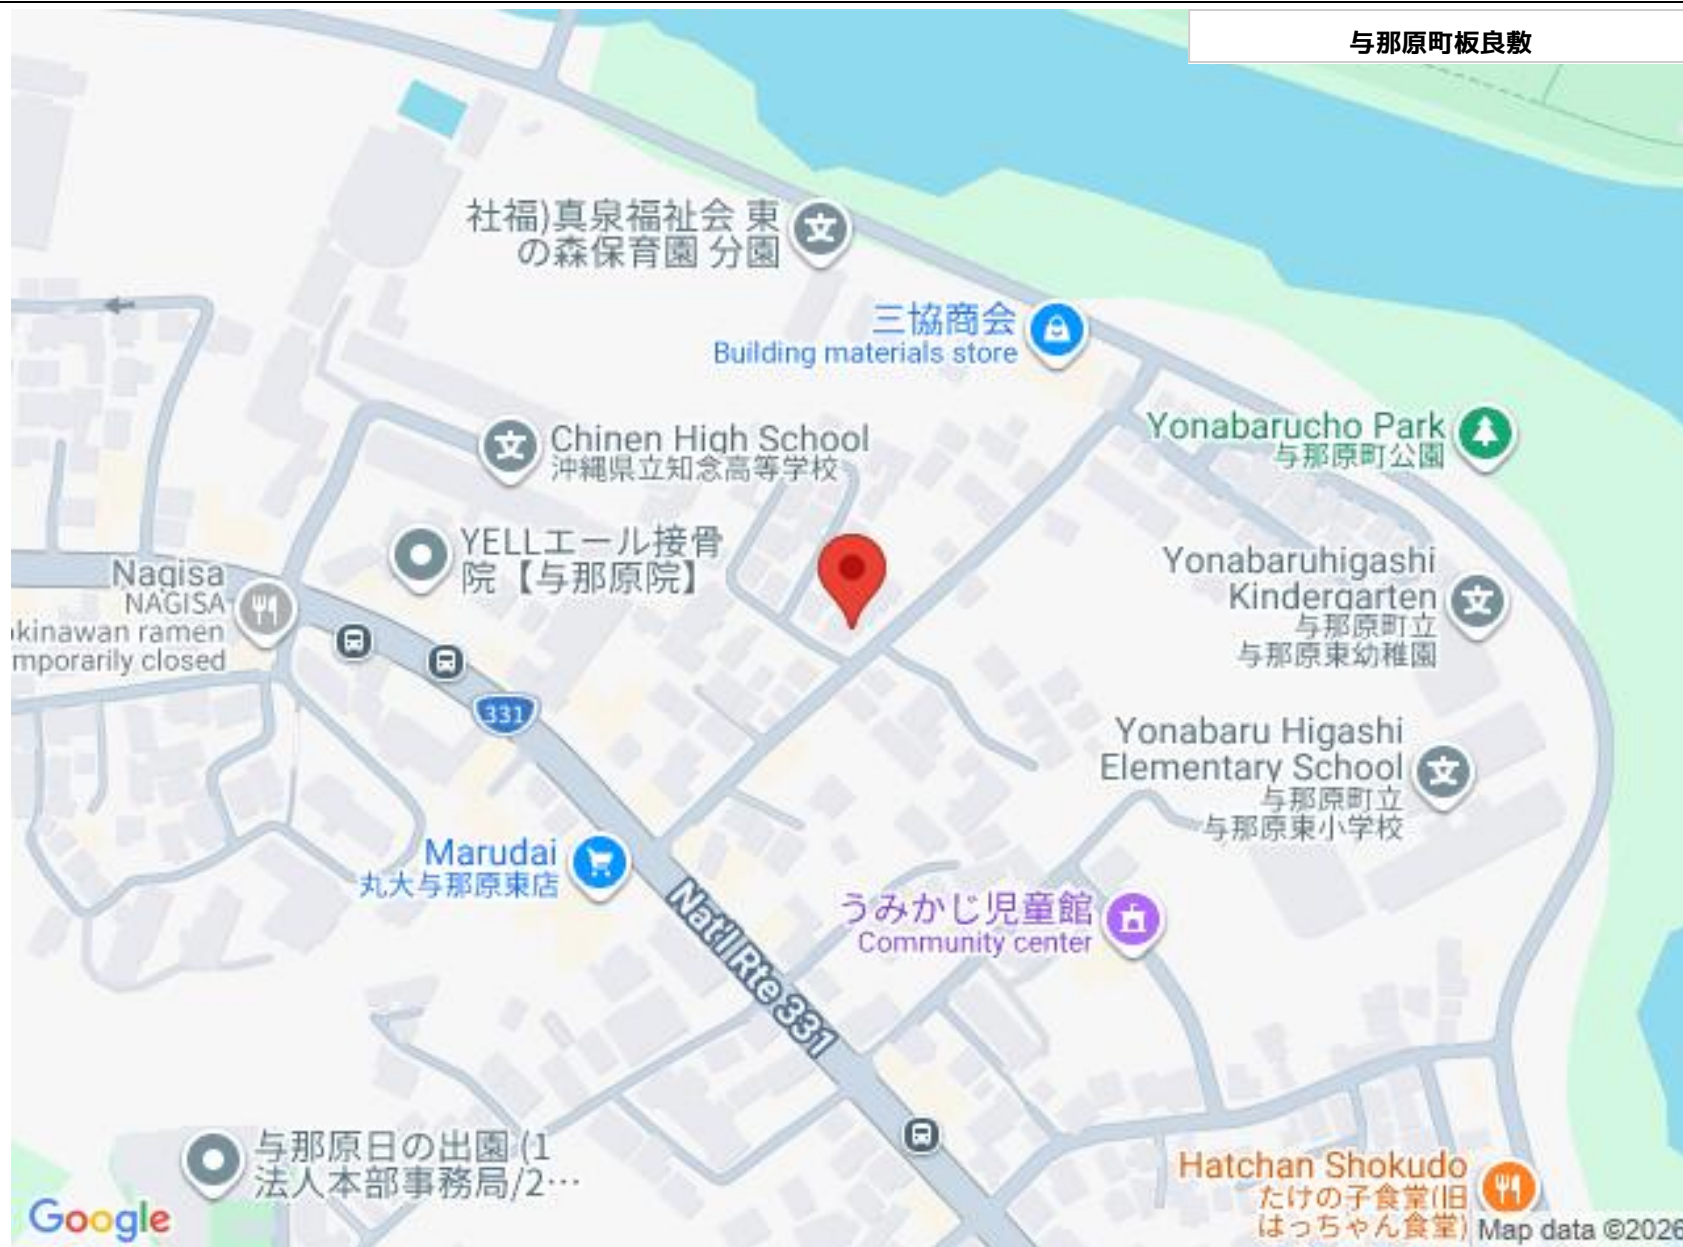 与那原町板良敷
社福)真泉福祉会 東
の森保育園 分園
三協商会
Building materials store
Chinen High School
沖縄県立知念高等学校
Yonabarucho Park
与那原町公園
YELLエール接骨
院【与那原院】
Nagisa
NAGISA
kinawan ramen
mporarily closed
Yonabaruhigashi
Kindergarten
与那原町立
与那原東幼稚園
331
Yonabaru Higashi
Elementary School
与那原町立
与那原東小学校
Marudai
丸大与那原東店
うみかじ児童館
Community center
Nat'l Rte 331
与那原日の出園 (1
法人本部事務局/2…
Hatchan Shokudo
たけの子食堂(旧
はっちゃん食堂)
Google
Map data ©2026